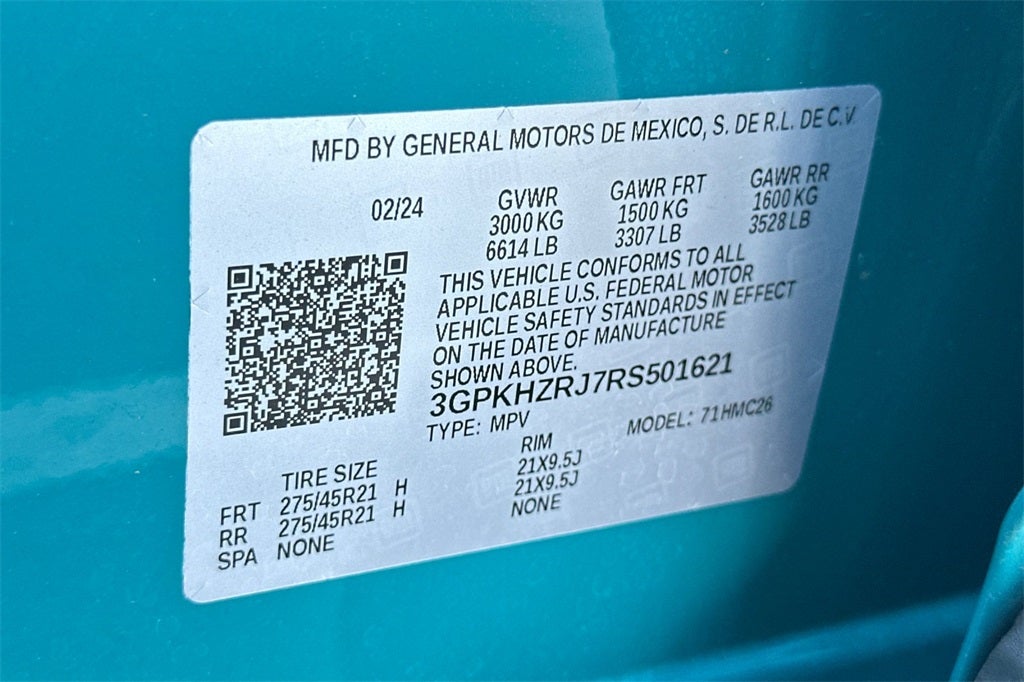 MFD BY GENERAL MOTORS DE MEXICO, S. DE R.L. DE C.V.
02/24 GVWR GAWR FRT GAWR RR
3000 KG 1500 KG 1600 KG
6614 LB 3307 LB 3528 LB
THIS VEHICLE CONFORMS TO ALL
APPLICABLE U.S. FEDERAL MOTOR
VEHICLE SAFETY STANDARDS IN EFFECT
ON THE DATE OF MANUFACTURE
SHOWN ABOVE.
3GPKHZRJ7RS501621
TYPE: MPV MODEL: 71HMC26
TIRE SIZE RIM
FRT 275/45R21 H 21X9.5J
RR 275/45R21 H 21X9.5J
SPA NONE NONE